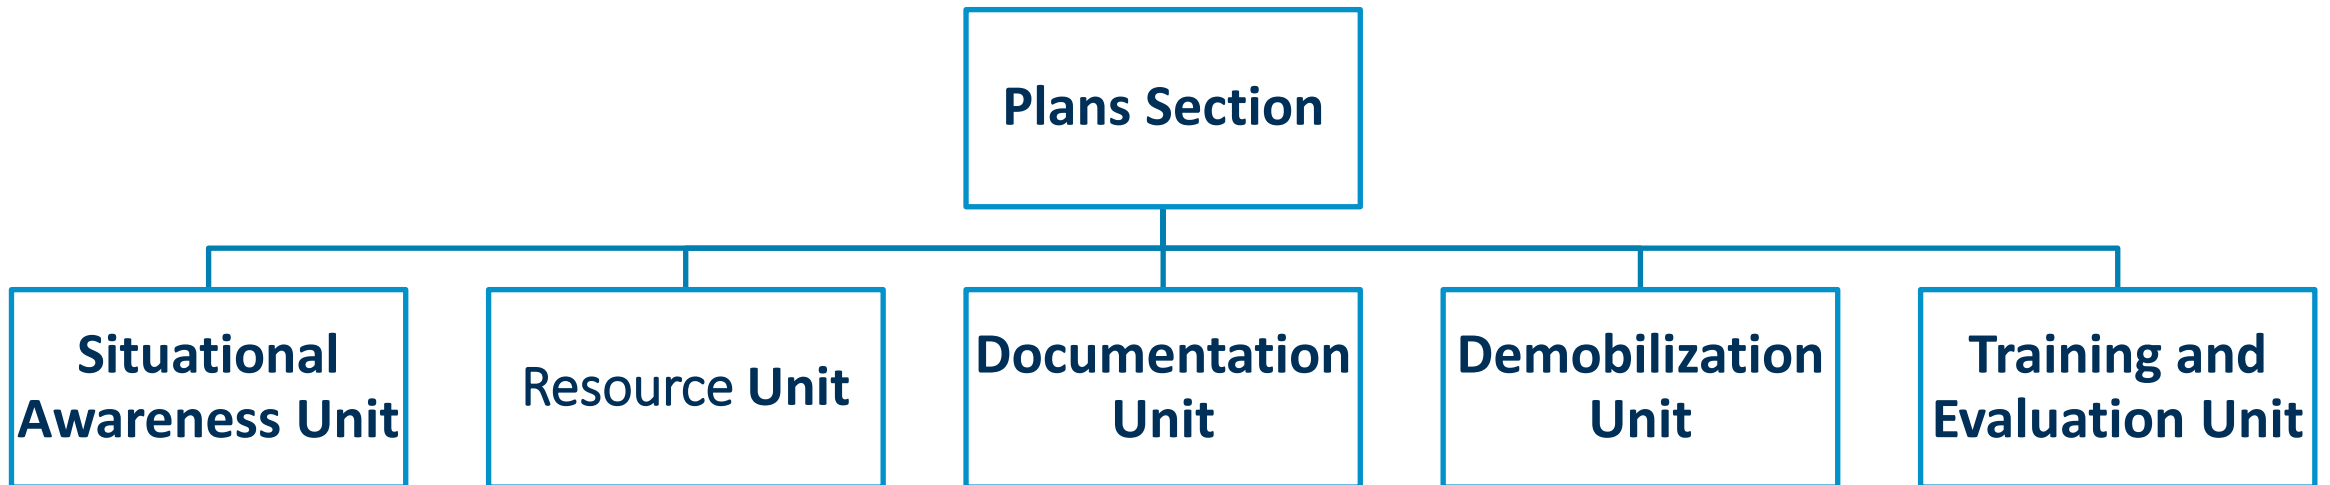 Plans Section
Situational
Awareness Unit
Resource Unit
Documentation
Unit
Demobilization
Unit
Training and
Evaluation Unit